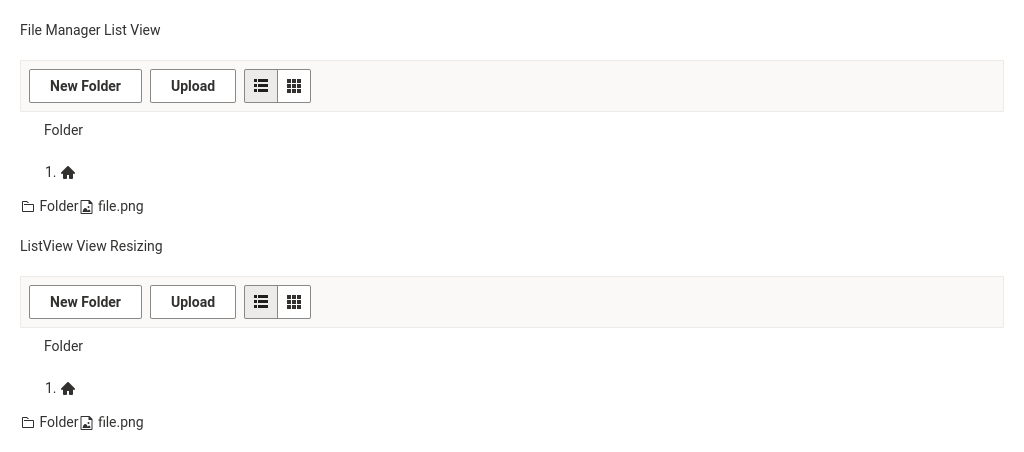 File Manager List View
New Folder Upload
Folder
1.
Folder file.png
ListView View Resizing
New Folder Upload
Folder
1.
Folder file.png